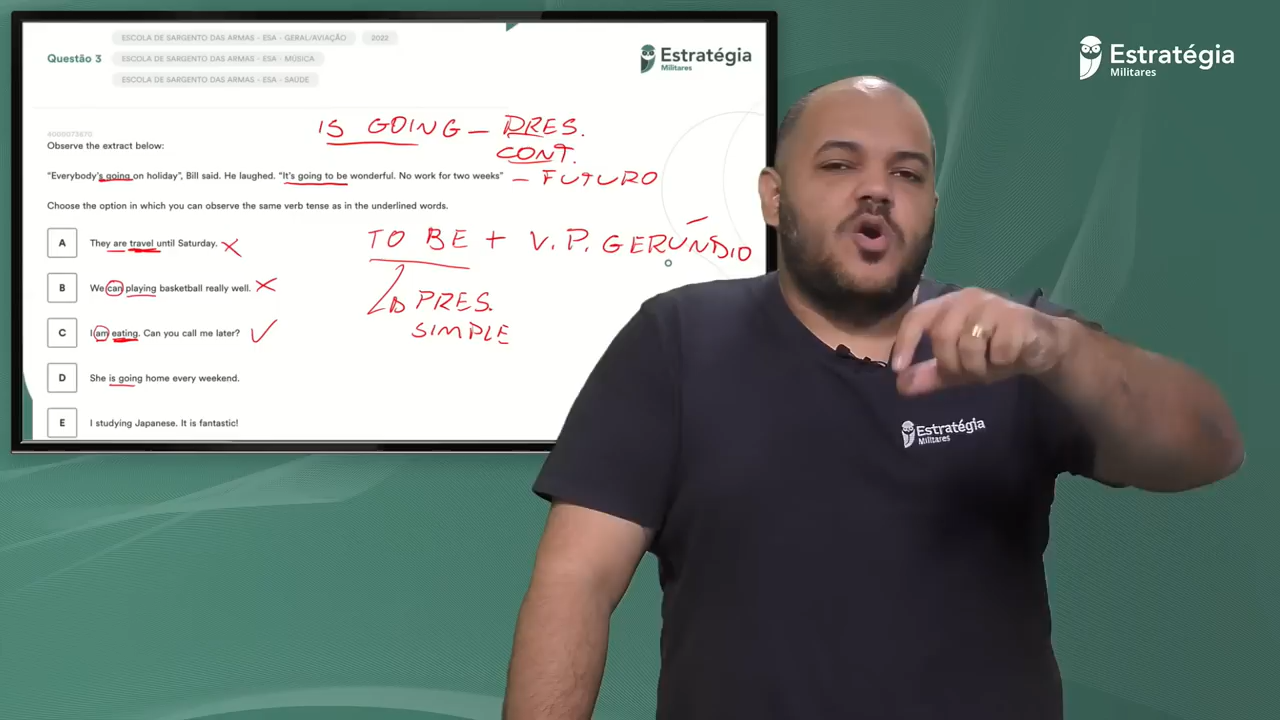 ESCOLA DE SARGENTO DAS ARMAS - ESA - GERAL/AVIAÇÃO 2022
Questão 3 ESCOLA DE SARGENTO DAS ARMAS - ESA - MÚSICA
ESCOLA DE SARGENTO DAS ARMAS - ESA - SAÚDE
Estratégia
Militares
Estratégia
Militares
4000073870
IS GOING - PRES.
CONT.
Observe the extract below:
"Everybody's going on holiday", Bill said. He laughed. "It's going to be wonderful. No work for two weeks" - FUTURO
Choose the option in which you can observe the same verb tense as in the underlined words.
A They are travel until Saturday. X
TO BE + V.P. GERÚNDIO
B We can playing basketball really well. X
PRES.
SIMPLE
C I am eating. Can you call me later? ✓
D She is going home every weekend.
E I studying Japanese. It is fantastic!
Estratégia
Militares